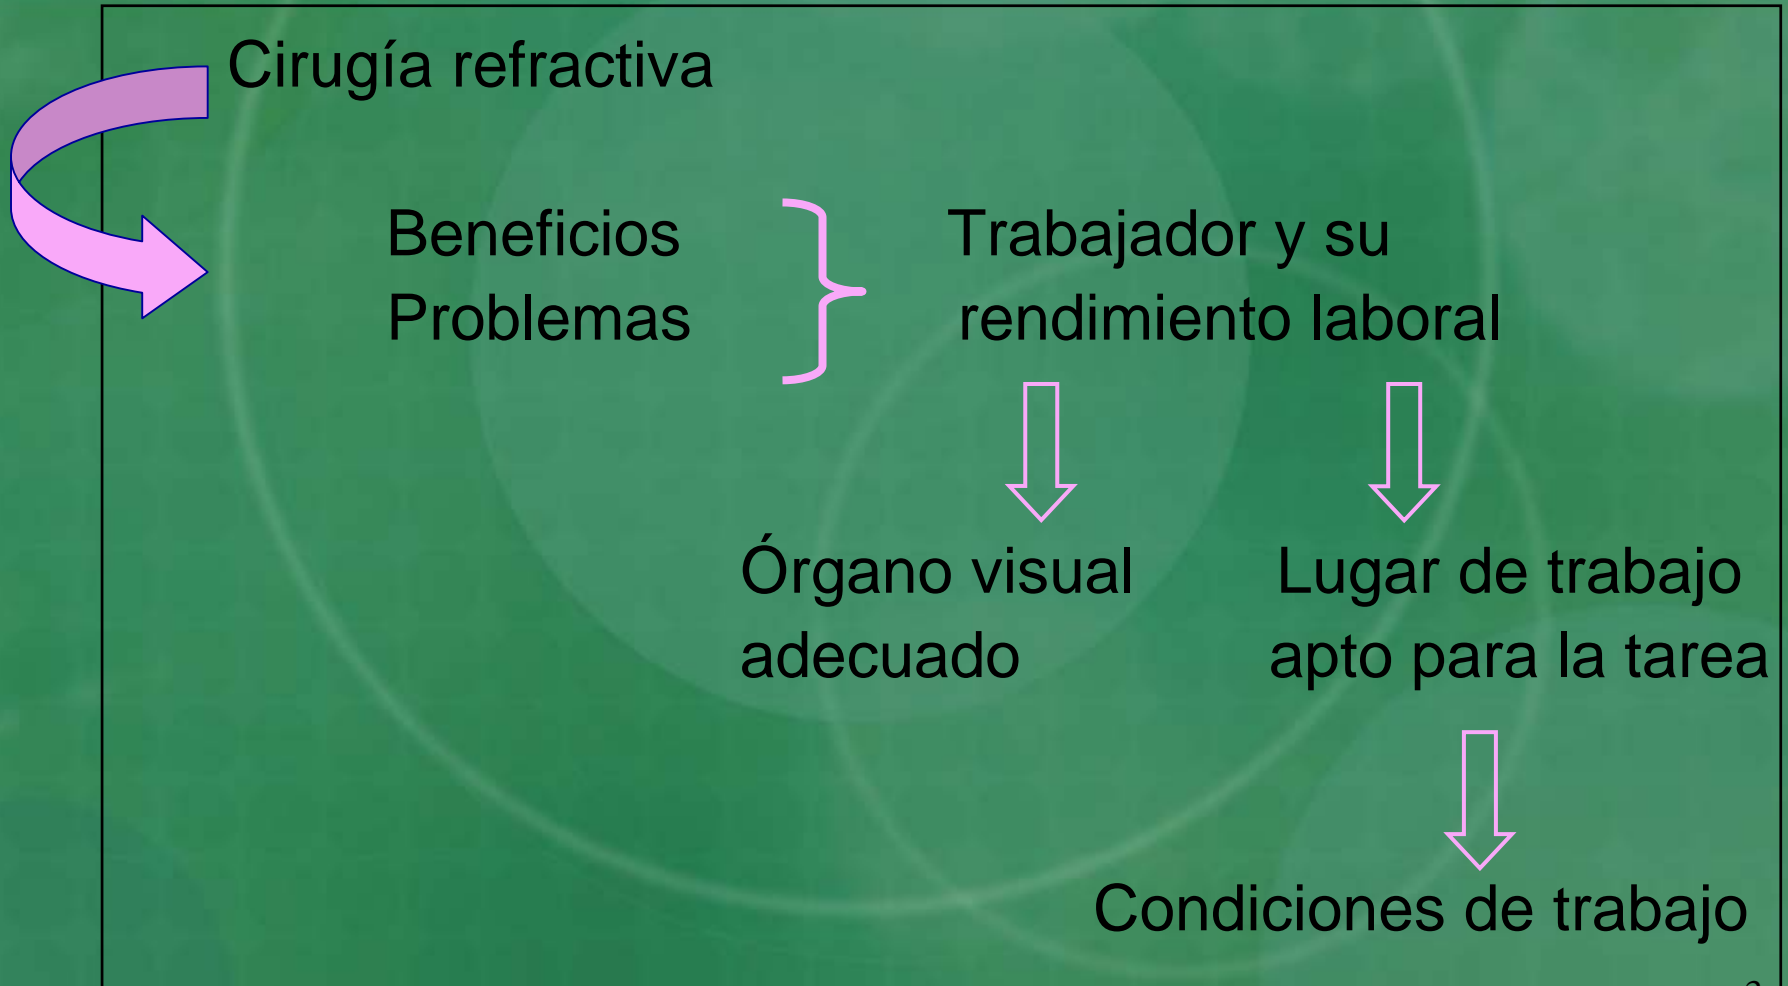 Cirugía refractiva
Beneficios
Problemas
Trabajador y su
rendimiento laboral
Órgano visual
adecuado
Lugar de trabajo
apto para la tarea
Condiciones de trabajo